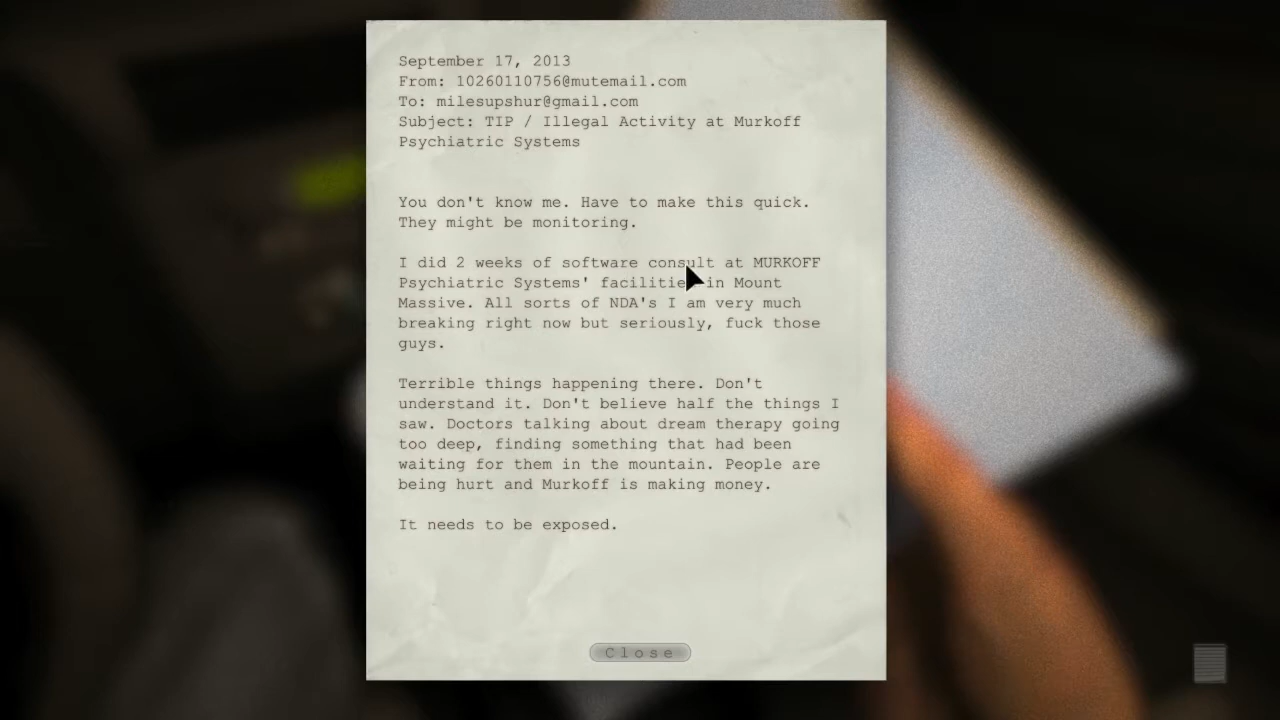 September 17, 2013
From: 10260110756@mutemail.com
To: milesupshur@gmail.com
Subject: TIP / Illegal Activity at Murkoff
Psychiatric Systems
You don't know me. Have to make this quick.
They might be monitoring.
I did 2 weeks of software consult at MURKOFF
Psychiatric Systems' facilities in Mount
Massive. All sorts of NDA's I am very much
breaking right now but seriously, fuck those
guys.
Terrible things happening there. Don't
understand it. Don't believe half the things I
saw. Doctors talking about dream therapy going
too deep, finding something that had been
waiting for them in the mountain. People are
being hurt and Murkoff is making money.
It needs to be exposed.
Close